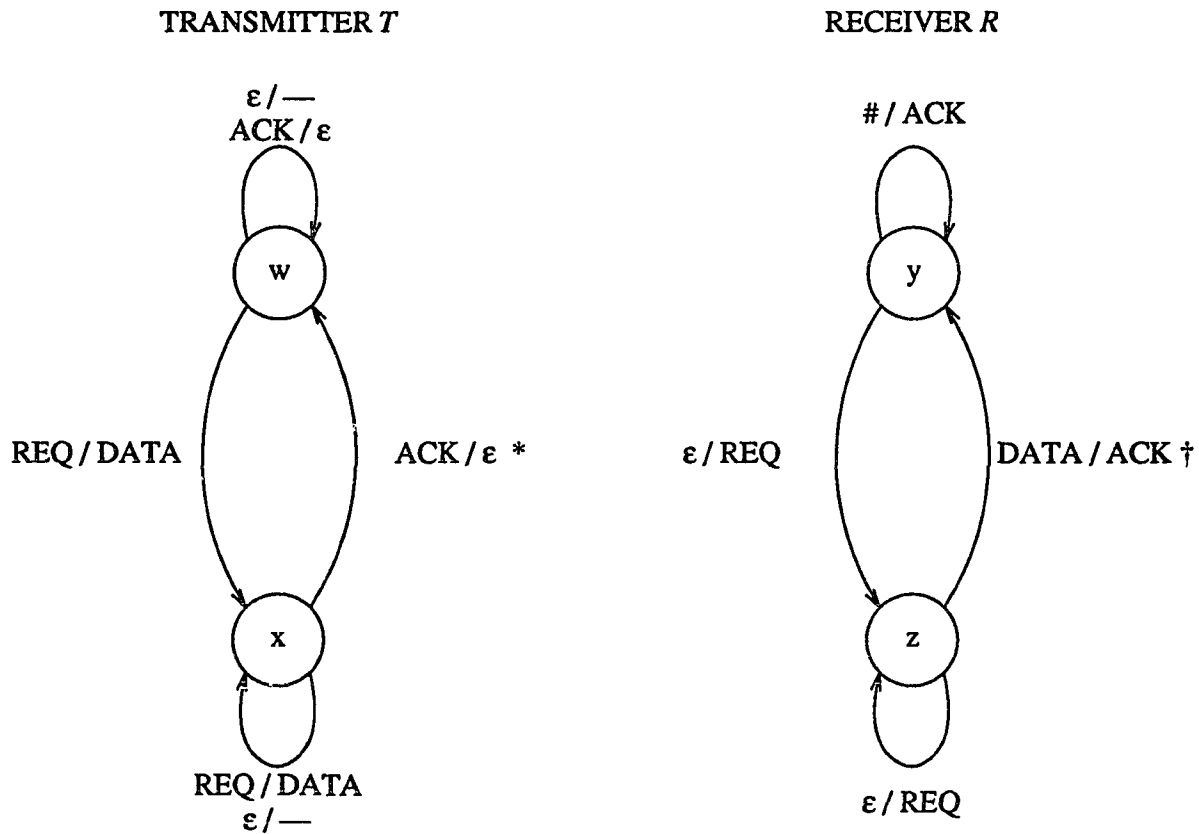 TRANSMITTER T
RECEIVER R
ε / —
ACK / ε
# / ACK
w
y
REQ / DATA
ACK / ε *
ε / REQ
DATA / ACK †
x
z
REQ / DATA
ε / —
ε / REQ